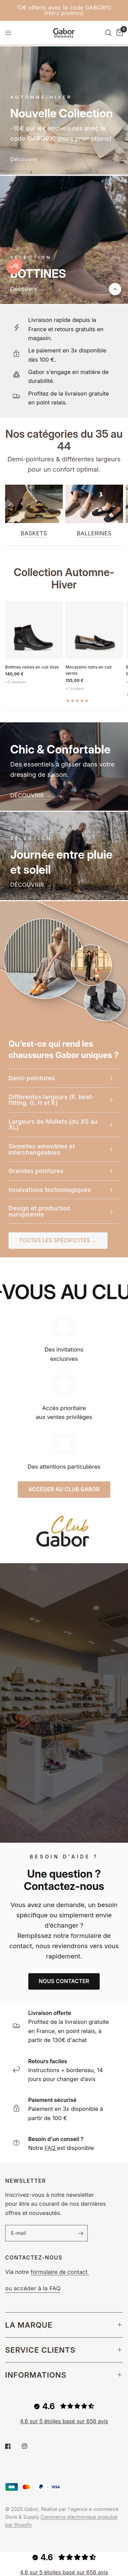 10€ offerts avec le code GABOR10
(Hors promos)
Gabor
0
AUTOMNE-HIVER
Nouvelle Collection
-10€ sur les nouveautés avec le
code GABOR10 (hors promotions)
Découvrir
SÉLECTION
BOTTINES
Découvrir
Livraison rapide depuis la
France et retours gratuits en
magasin.
Le paiement en 3x disponible
dès 100 €.
Gabor s'engage en matière de
durabilité.
Profitez de la livraison gratuite
en point relais.
Nos catégories du 35 au
44
Demi-pointures & différentes largeurs
pour un confort optimal.
BASKETS
BALLERINES
Collection Automne-
Hiver
Bottines noires en cuir lisse
140,00 €
+3 couleurs
Mocassins noirs en cuir
vernis
135,00 €
+1 couleur
★★★★★
Chic & Confortable
Des essentiels à glisser dans votre
dressing de saison.
DÉCOUVRIR →
SÉLECTION
Journée entre pluie
et soleil
DÉCOUVRIR →
Qu'est-ce qui rend les
chaussures Gabor uniques ?
Demi-pointures +
Différentes largeurs (F, best-
fitting, G, H et K) +
Largeurs de Mollets (du XS au
XL) +
Semelles amovibles et
interchangeables +
Grandes pointures +
Innovations technologiques +
Design et production
européenne +
TOUTES LES SPÉCIFICITÉS →
-VOUS AU CLU
Des invitations
exclusives
Accès prioritaire
aux ventes privilèges
Des attentions particulières
ACCÉDER AU CLUB GABOR
Club
Gabor
BESOIN D'AIDE ?
Une question ?
Contactez-nous
Vous avez une demande, un besoin
spécifique ou simplement envie
d'échanger ?
Remplissez notre formulaire de
contact, nous reviendrons vers vous
rapidement.
NOUS CONTACTER
Livraison offerte
Profitez de la livraison gratuite
en France, en point relais, à
partir de 130€ d'achat
Retours faciles
Instructions + bordereau, 14
jours pour changer d'avis
Paiement sécurisé
Paiement en 3x disponible à
partir de 100 €
Besoin d'un conseil ?
Notre FAQ est disponible
NEWSLETTER
Inscrivez-vous à notre newsletter
pour être au courant de nos dernières
offres et nouveautés.
E-mail →
CONTACTEZ-NOUS
Via notre formulaire de contact
ou accéder à la FAQ
LA MARQUE +
SERVICE CLIENTS +
INFORMATIONS +
4.6 ★★★★★
4.6 sur 5 étoiles basé sur 656 avis
VISA
© 2025 Gabor, Réalisé par l'agence e-commerce
Store & Supply Commerce électronique propulsé
par Shopify
4.6 ★★★★★
4.6 sur 5 étoiles basé sur 656 avis